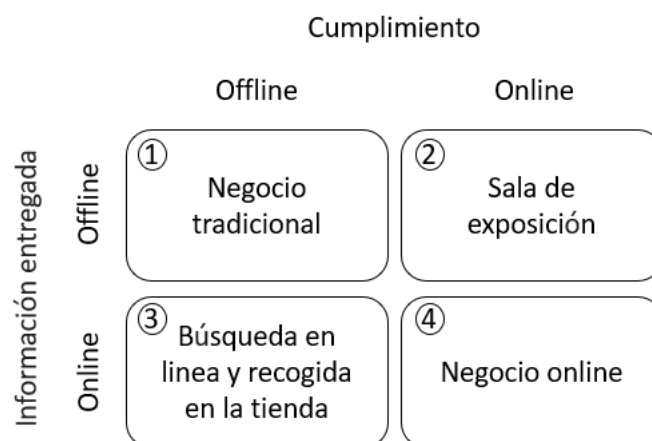 Cumplimiento
Offline
Online
Información entregada
Offline
① Negocio
tradicional
② Sala de
exposición
Online
③ Búsqueda en
linea y recogida
en la tienda
④ Negocio online